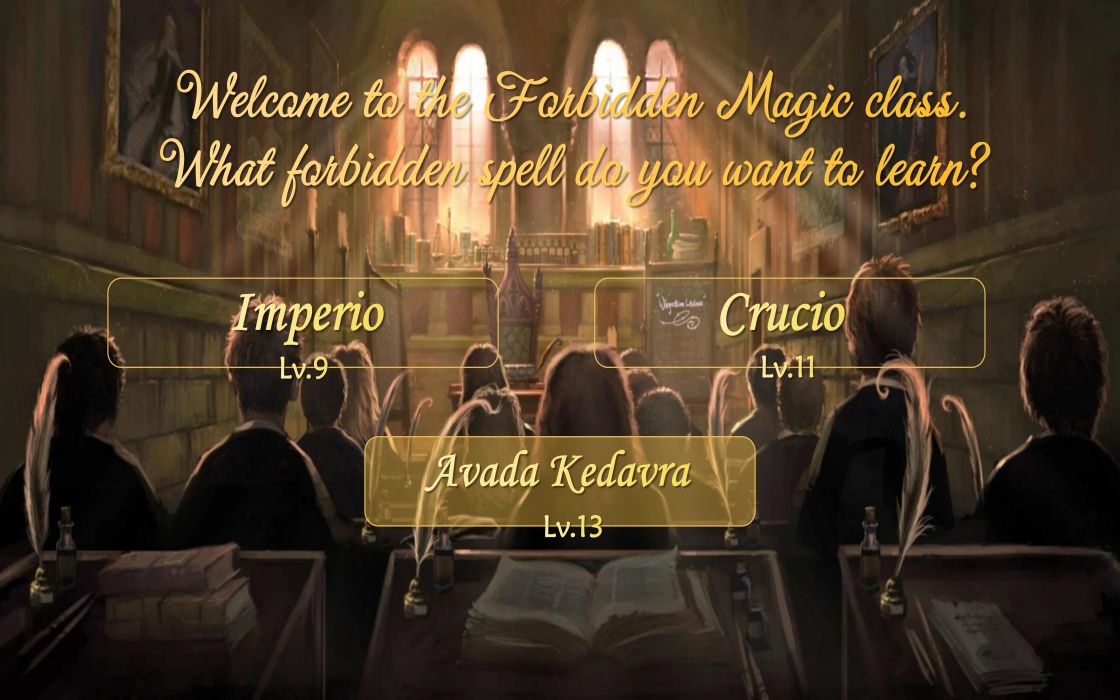 Welcome to the Forbidden Magic class.
What forbidden spell do you want to learn?
Imperio
Lv.9
Crucio
Lv.11
Avada Kedavra
Lv.13